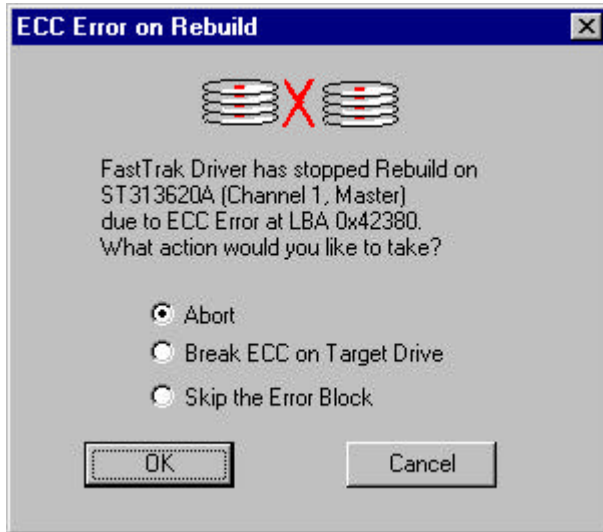 ECC Error on Rebuild
FastTrak Driver has stopped Rebuild on
ST313620A (Channel 1, Master)
due to ECC Error at LBA 0x42380.
What action would you like to take?
Abort
Break ECC on Target Drive
Skip the Error Block
OK
Cancel